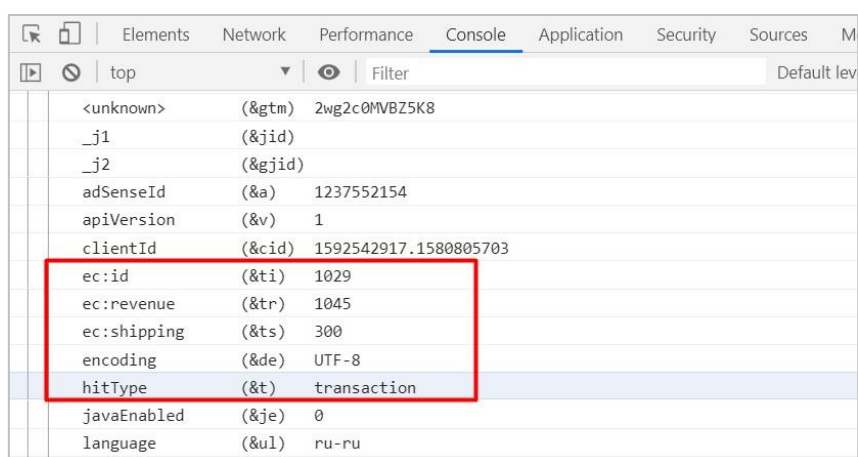 Elements Network Performance Console Application Security Sources
top Filter Default lev
<unknown> (&gtm) 2wg2c0MVBZ5K8
_j1 (&jid)
_j2 (&gjid)
adSenseId (&a) 1237552154
apiVersion (&v) 1
clientId (&cid) 1592542917.1580805703
ec:id (&ti) 1029
ec:revenue (&tr) 1045
ec:shipping (&ts) 300
encoding (&de) UTF-8
hitType (&t) transaction
javaEnabled (&je) 0
language (&ul) ru-ru